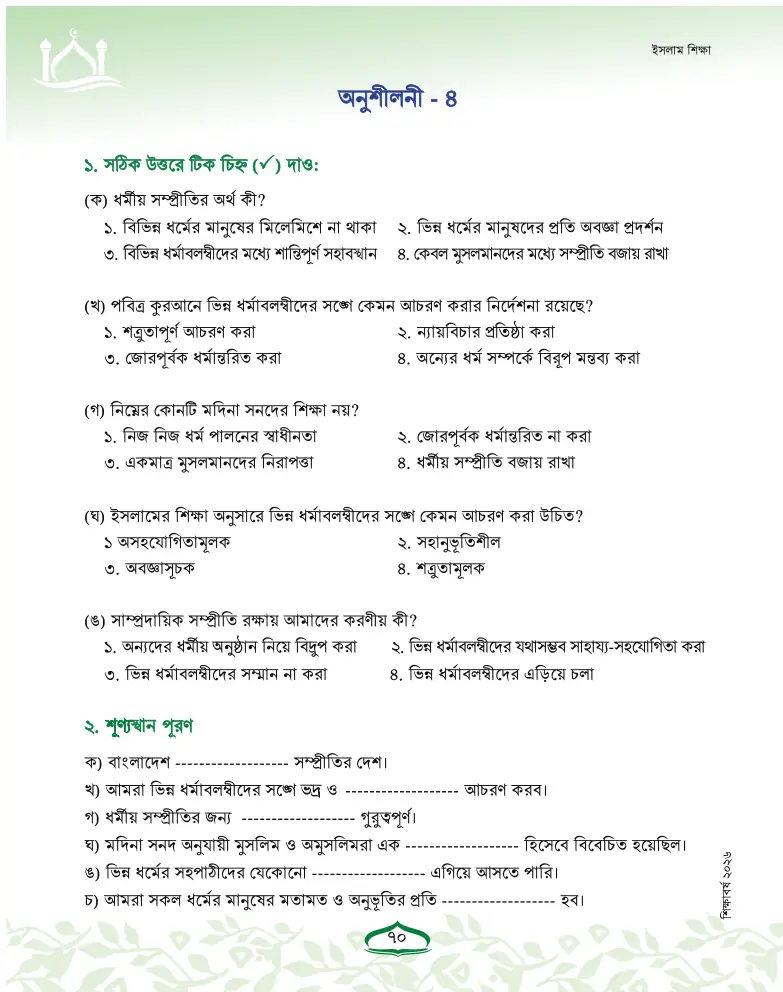 ইসলাম শিক্ষা
অনুশীলনী - ৪
১. সঠিক উত্তরে টিক চিহ্ন (✓) দাও:
(ক) ধর্মীয় সম্প্রীতির অর্থ কী?
১. বিভিন্ন ধর্মের মানুষের মিলেমিশে না থাকা ২. ভিন্ন ধর্মের মানুষদের প্রতি অবজ্ঞা প্রদর্শন
৩. বিভিন্ন ধর্মাবলম্বীদের মধ্যে শান্তিপূর্ণ সহাবস্থান ৪. কেবল মুসলমানদের মধ্যে সম্প্রীতি বজায় রাখা
(খ) পবিত্র কুরআনে ভিন্ন ধর্মাবলম্বীদের সঙ্গে কেমন আচরণ করার নির্দেশনা রয়েছে?
১. শত্রুতাপূর্ণ আচরণ করা ২. ন্যায়বিচার প্রতিষ্ঠা করা
৩. জোরপূর্বক ধর্মান্তরিত করা ৪. অন্যের ধর্ম সম্পর্কে বিরূপ মন্তব্য করা
(গ) নিম্নের কোনটি মদিনা সনদের শিক্ষা নয়?
১. নিজ নিজ ধর্ম পালনের স্বাধীনতা ২. জোরপূর্বক ধর্মান্তরিত না করা
৩. একমাত্র মুসলমানদের নিরাপত্তা ৪. ধর্মীয় সম্প্রীতি বজায় রাখা
(ঘ) ইসলামের শিক্ষা অনুসারে ভিন্ন ধর্মাবলম্বীদের সঙ্গে কেমন আচরণ করা উচিত?
১ অসহযোগিতামূলক ২. সহানুভূতিশীল
৩. অবজ্ঞাসূচক ৪. শত্রুতামূলক
(ঙ) সাম্প্রদায়িক সম্প্রীতি রক্ষায় আমাদের করণীয় কী?
১. অন্যদের ধর্মীয় অনুষ্ঠান নিয়ে বিদ্রুপ করা ২. ভিন্ন ধর্মাবলম্বীদের যথাসম্ভব সাহায্য-সহযোগিতা করা
৩. ভিন্ন ধর্মাবলম্বীদের সম্মান না করা ৪. ভিন্ন ধর্মাবলম্বীদের এড়িয়ে চলা
২. শূণ্যস্থান পূরণ
ক) বাংলাদেশ ------------------- সম্প্রীতির দেশ।
খ) আমরা ভিন্ন ধর্মাবলম্বীদের সঙ্গে ভদ্র ও ------------------- আচরণ করব।
গ) ধর্মীয় সম্প্রীতির জন্য ------------------- গুরুত্বপূর্ণ।
ঘ) মদিনা সনদ অনুযায়ী মুসলিম ও অমুসলিমরা এক ------------------- হিসেবে বিবেচিত হয়েছিল।
ঙ) ভিন্ন ধর্মের সহপাঠীদের যেকোনো ------------------- এগিয়ে আসতে পারি।
চ) আমরা সকল ধর্মের মানুষের মতামত ও অনুভূতির প্রতি ------------------- হব।
শিক্ষাবর্ষ ২০২৬
৭০